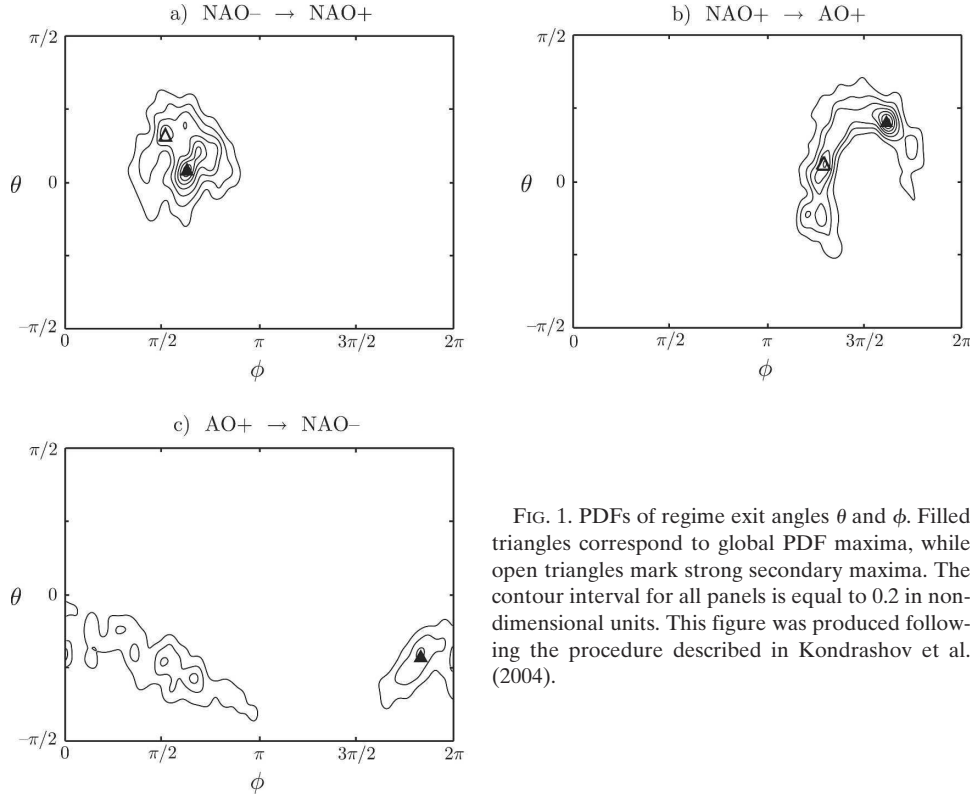 a) NAO– → NAO+
π/2
θ
0
–π/2
0
π/2
π
3π/2
2π
ϕ
b) NAO+ → AO+
π/2
θ
0
–π/2
0
π/2
π
3π/2
2π
ϕ
c) AO+ → NAO–
π/2
θ
0
–π/2
0
π/2
π
3π/2
2π
ϕ
FIG. 1. PDFs of regime exit angles θ and ϕ. Filled
triangles correspond to global PDF maxima, while
open triangles mark strong secondary maxima. The
contour interval for all panels is equal to 0.2 in non-
dimensional units. This figure was produced follow-
ing the procedure described in Kondrashov et al.
(2004).